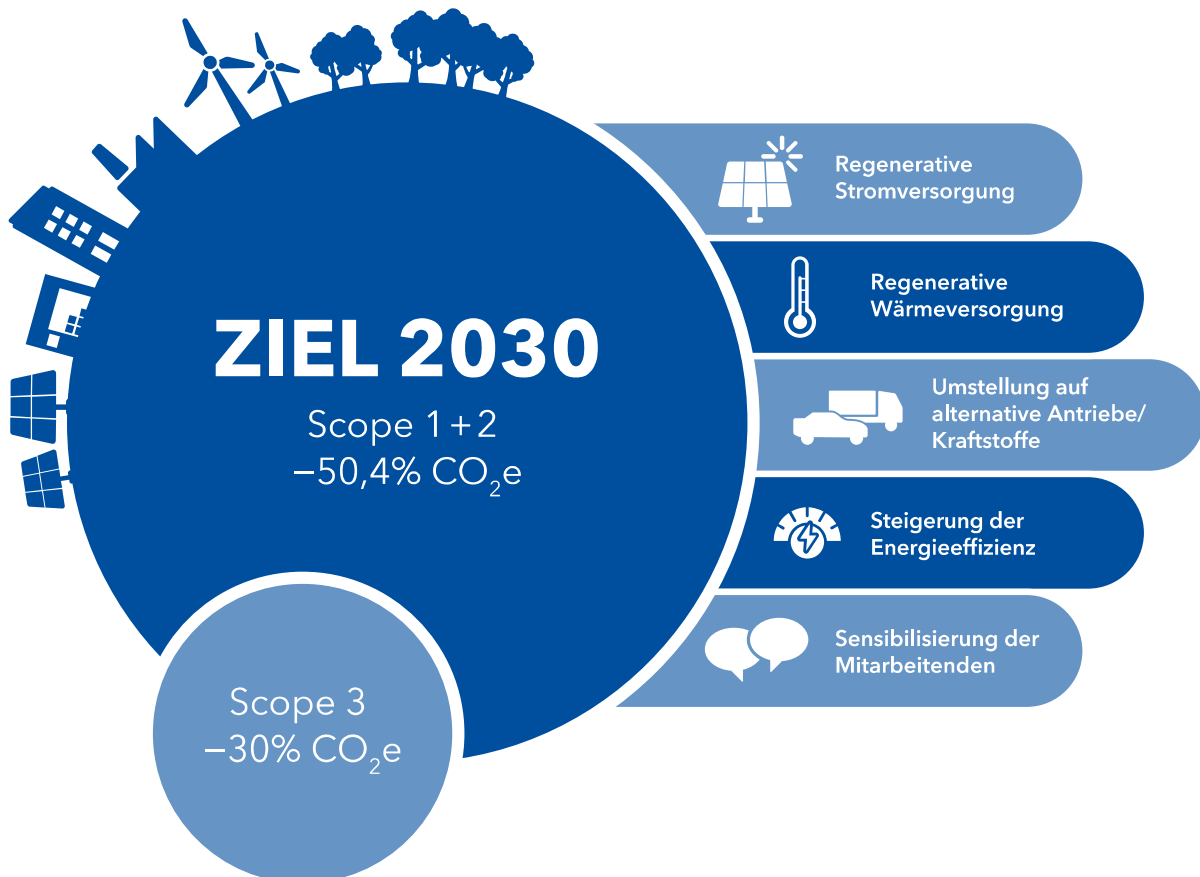 ZIEL 2030
Scope 1 + 2
–50,4% CO₂e
Scope 3
–30% CO₂e
Regenerative
Stromversorgung
Regenerative
Wärmeversorgung
Umstellung auf
alternative Antriebe/
Kraftstoffe
Steigerung der
Energieeffizienz
Sensibilisierung der
Mitarbeitenden